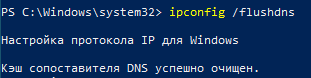 PS C:\Windows\system32> ipconfig /flushdns
Настройка протокола IP для Windows
Кэш сопоставителя DNS успешно очищен.